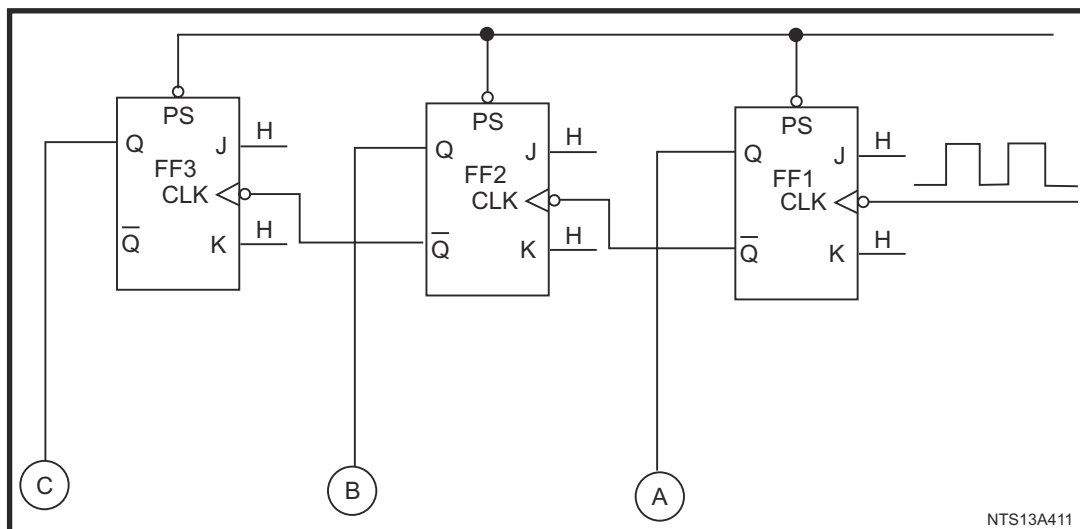 PS
Q
J
H
FF3
CLK
Q̅
K
H
PS
Q
J
H
FF2
CLK
Q̅
K
H
PS
Q
J
H
FF1
CLK
Q̅
K
H
C
B
A
NTS13A411